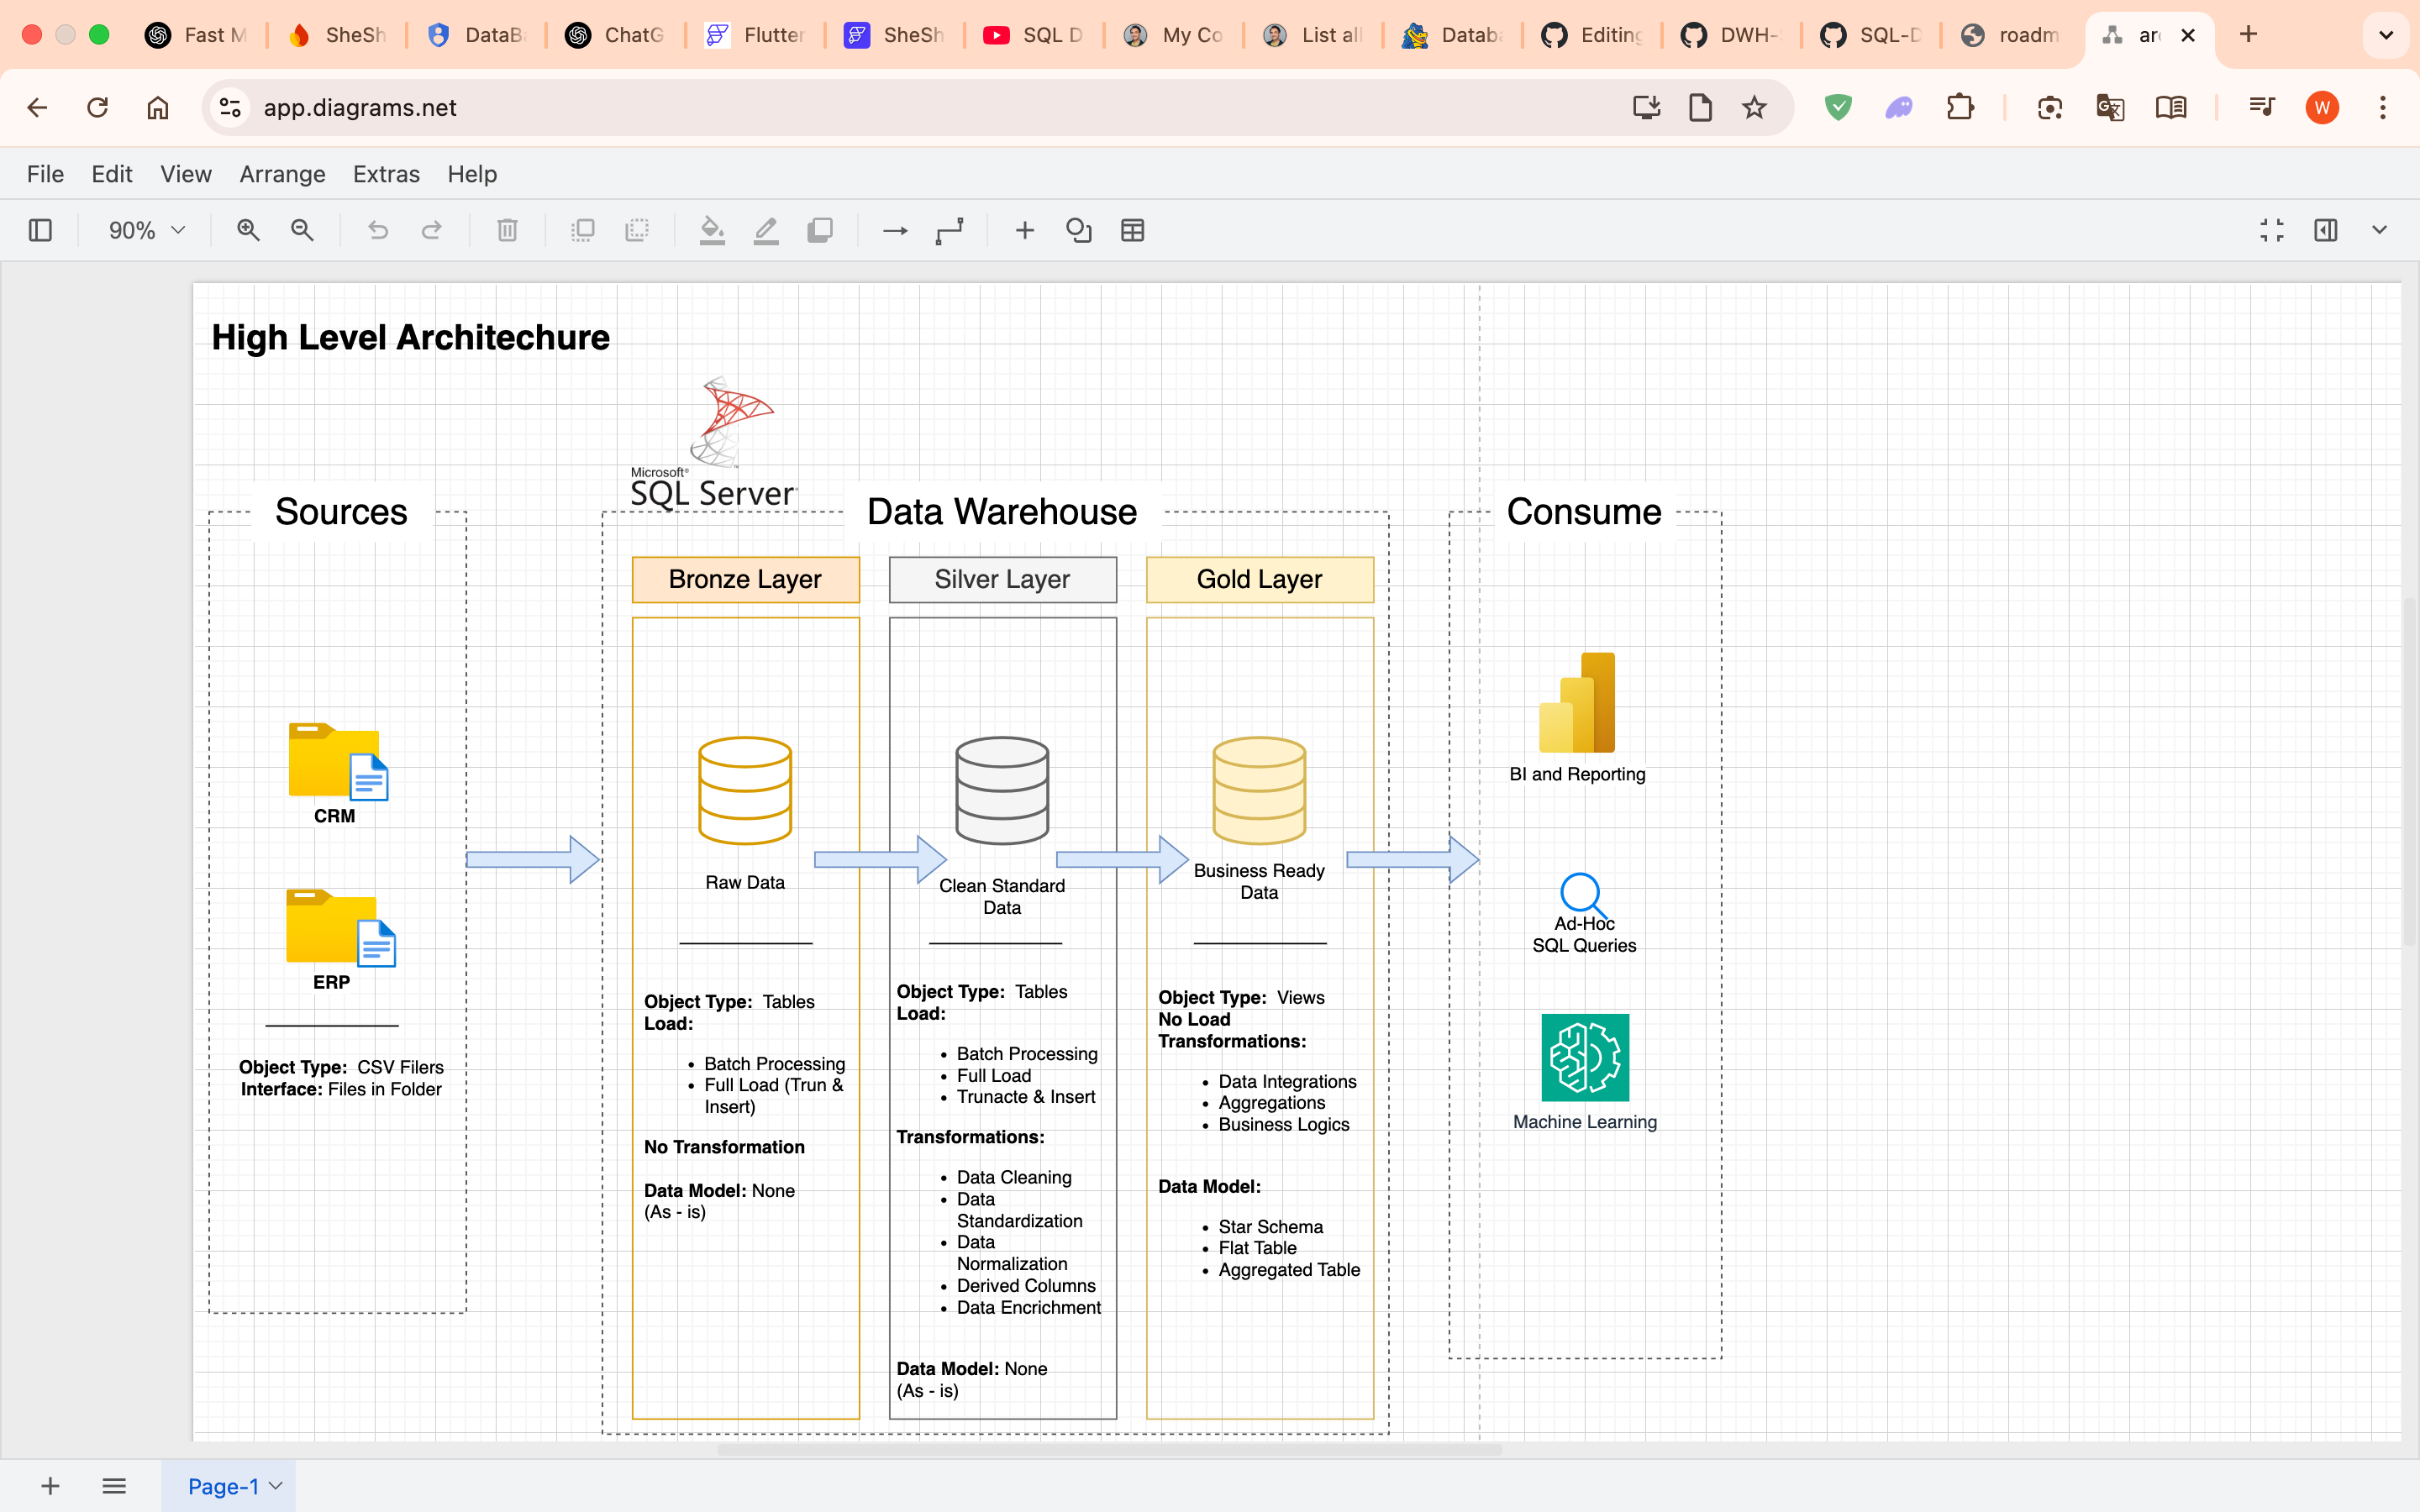 Fast M
SheSh
DataB
ChatG
Flutter
SheSh
SQL D
My Co
List all
Databa
Editing
DWH-
SQL-D
roadm
ar
app.diagrams.net
W
File Edit View Arrange Extras Help
90%
High Level Architechure
Microsoft®
SQL Server
Sources
Data Warehouse
Consume
Bronze Layer
Silver Layer
Gold Layer
CRM
ERP
Object Type: CSV Filers
Interface: Files in Folder
Raw Data
Object Type: Tables
Load:
• Batch Processing
• Full Load (Trun &
Insert)
No Transformation
Data Model: None
(As - is)
Clean Standard
Data
Object Type: Tables
Load:
• Batch Processing
• Full Load
• Trunacte & Insert
Transformations:
• Data Cleaning
• Data
Standardization
• Data
Normalization
• Derived Columns
• Data Encrichment
Data Model: None
(As - is)
Business Ready
Data
Object Type: Views
No Load
Transformations:
• Data Integrations
• Aggregations
• Business Logics
Data Model:
• Star Schema
• Flat Table
• Aggregated Table
BI and Reporting
Ad-Hoc
SQL Queries
Machine Learning
Page-1